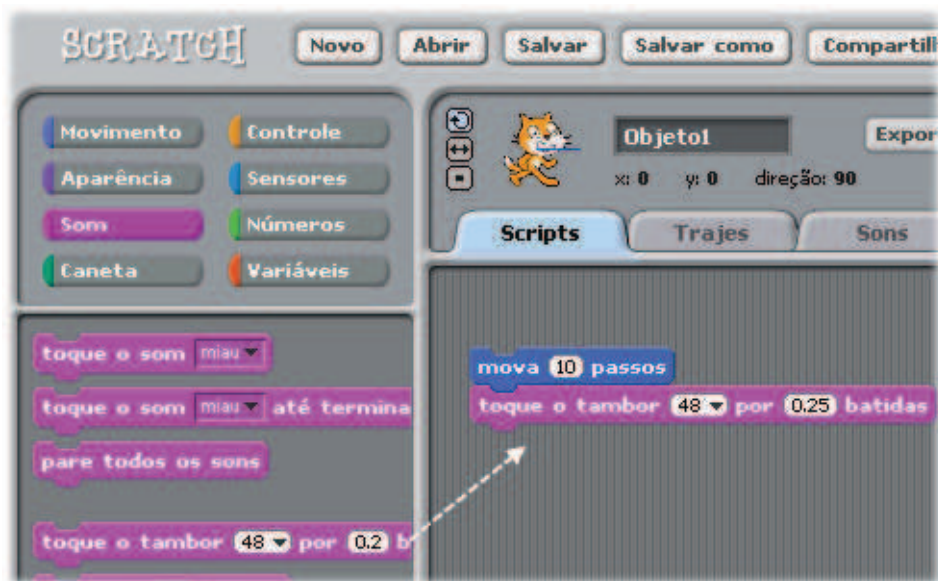 SCRATCH Novo Abrir Salvar Salvar como Compartil
Movimento Controle
Aparência Sensores
Som Números
Caneta Variáveis
Objeto1 Expor
x: 0 y: 0 direção: 90
Scripts Trajes Sons
toque o som miau
toque o som miau até termina
pare todos os sons
toque o tambor 48 por 0.2 b
mova 10 passos
toque o tambor 48 por 0.25 batidas